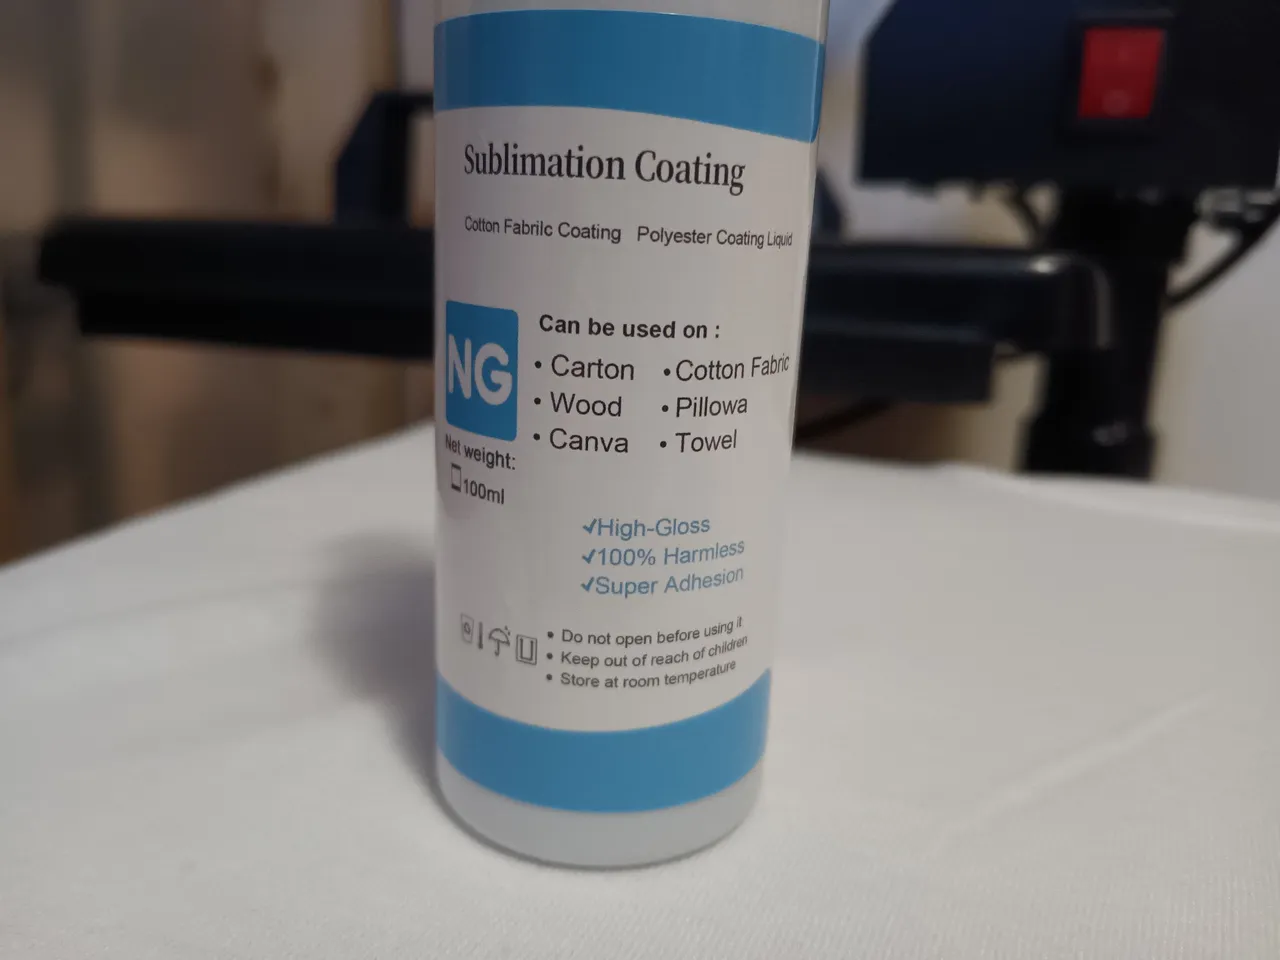 Sublimation Coating
Cotton Fabrilc Coating Polyester Coating Liquid
NG
Can be used on :
• Carton • Cotton Fabric
• Wood • Pillowa
• Canva • Towel
Net weight:
100ml
✓High-Gloss
✓100% Harmless
✓Super Adhesion
• Do not open before using it
• Keep out of reach of children
• Store at room temperature